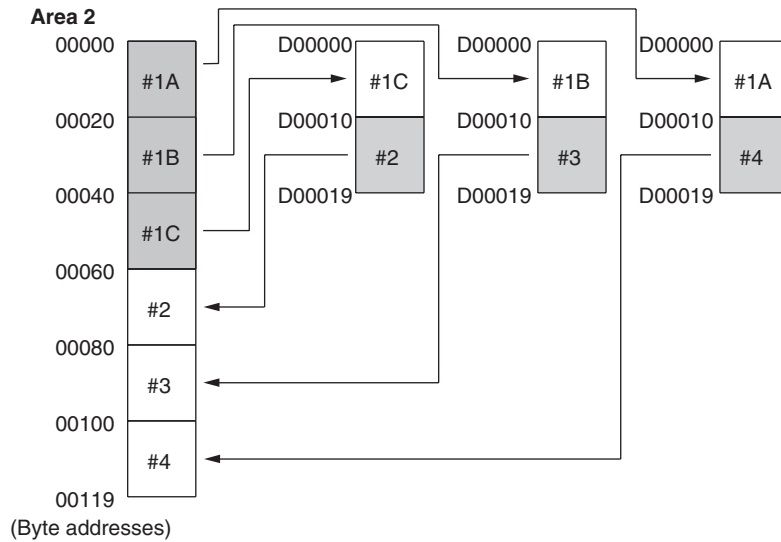 Area 2
00000
#1A
00020
#1B
00040
#1C
00060
#2
00080
#3
00100
#4
00119
(Byte addresses)
D00000
#1C
D00010
#2
D00019
D00000
#1B
D00010
#3
D00019
D00000
#1A
D00010
#4
D00019